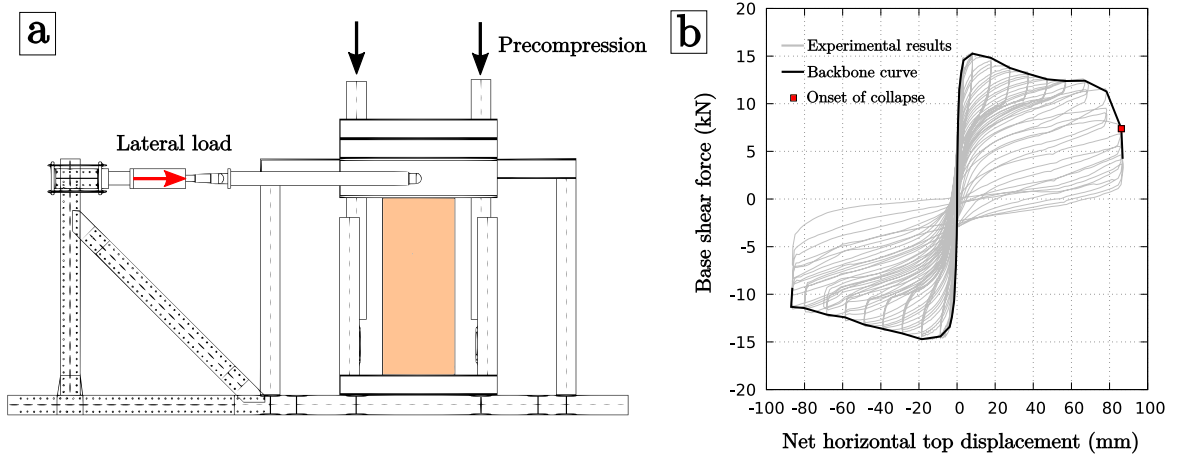 a
Precompression
Lateral load
b
Base shear force (kN)
20
15
10
5
0
-5
-10
-15
-20
Experimental results
Backbone curve
Onset of collapse
-100 -80 -60 -40 -20 0 20 40 60 80 100
Net horizontal top displacement (mm)